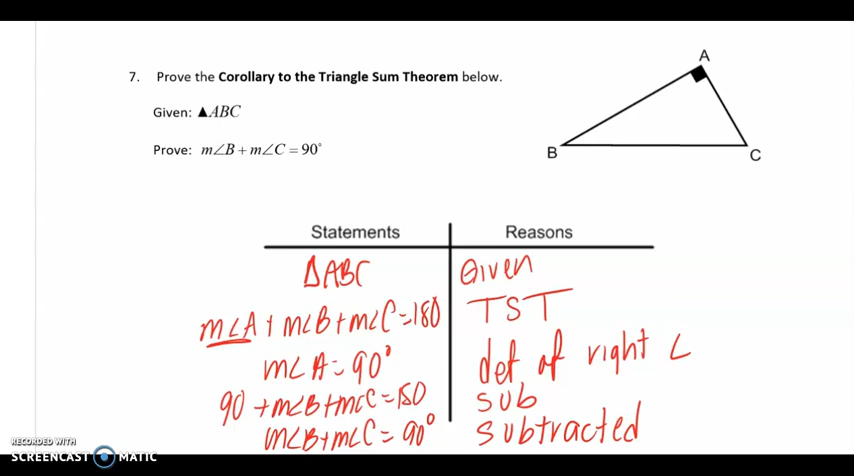 A
7. Prove the Corollary to the Triangle Sum Theorem below.
Given: ▲ABC
Prove: m∠B + m∠C = 90°
B
C
Statements Reasons
△ABC Given
m∠A + m∠B + m∠C = 180 TST
m∠A = 90° def of right ∠
90 + m∠B + m∠C = 180 sub
m∠B + m∠C = 90° subtracted
RECORDED WITH
SCREENCAST MATIC